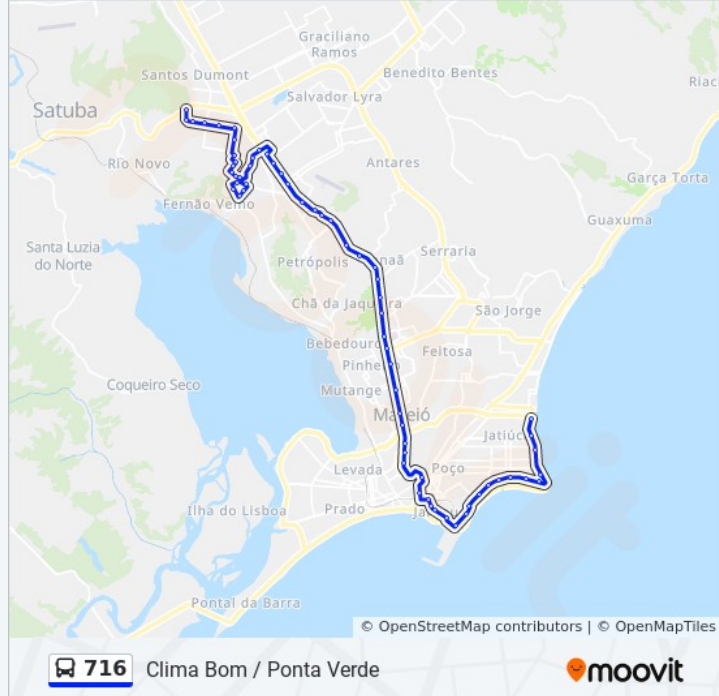 Graciliano
Ramos
Santos Dumont
Benedito Bentes
Riac
Satuba
Salvador Lyra
Rio Novo
Antares
Garça Torta
Fernão Velho
Guaxuma
Santa Luzia
do Norte
Petrópolis
naã
Serraria
Chã da Jaqueira
São Jorge
Bebedouro
Feitosa
Pinheiro
Coqueiro Seco
Mutange
Maceió
Jatiúca
Levada
Poço
Ilha do Lisboa
Prado
Ja
Pontal da Barra
© OpenStreetMap contributors | © OpenMapTiles
716 Clima Bom / Ponta Verde
moovit